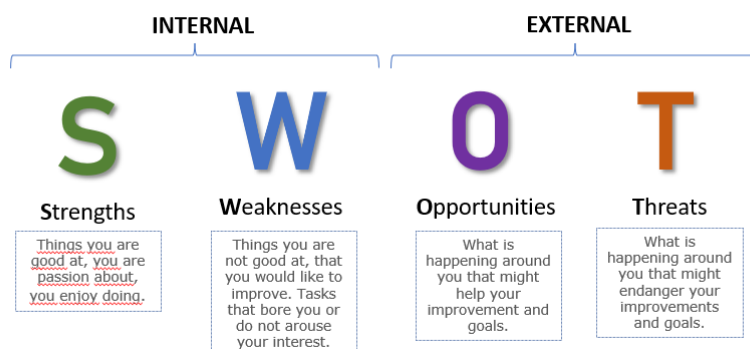 INTERNAL
EXTERNAL
S
W
O
T
Strengths
Weaknesses
Opportunities
Threats
Things you are
good at, you are
passion about,
you enjoy doing.
Things you are
not good at, that
you would like to
improve. Tasks
that bore you or
do not arouse
your interest.
What is
happening around
you that might
help your
improvement and
goals.
What is
happening around
you that might
endanger your
improvements
and goals.